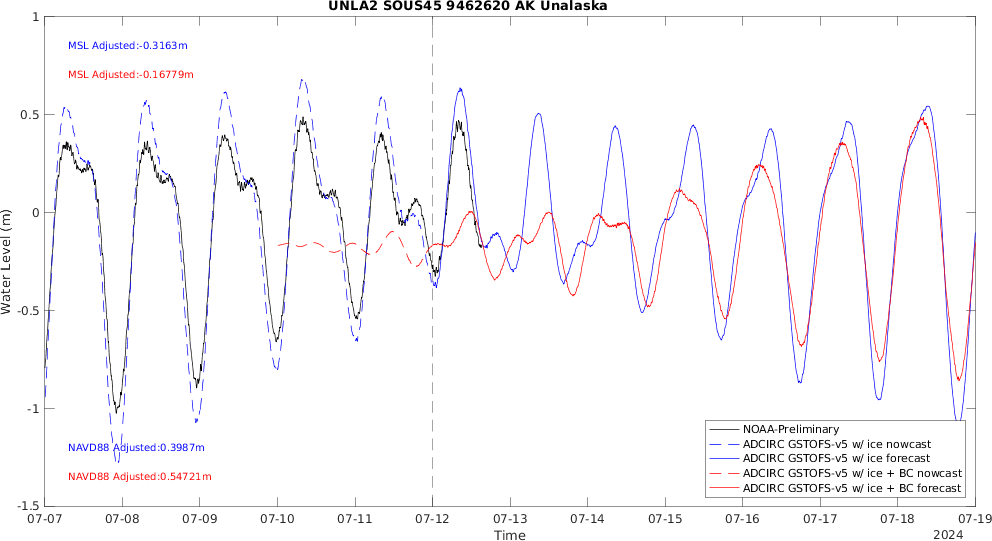 UNLA2 SOUS45 9462620 AK Unalaska
MSL Adjusted:-0.3163m
MSL Adjusted:-0.16779m
NAVD88 Adjusted:0.3987m
NAVD88 Adjusted:0.54721m
Water Level (m)
1
0.5
0
-0.5
-1
-1.5
NOAA-Preliminary
ADCIRC GSTOFS-v5 w/ ice nowcast
ADCIRC GSTOFS-v5 w/ ice forecast
ADCIRC GSTOFS-v5 w/ ice + BC nowcast
ADCIRC GSTOFS-v5 w/ ice + BC forecast
07-07 07-08 07-09 07-10 07-11 07-12 07-13 07-14 07-15 07-16 07-17 07-18 07-19
Time
2024